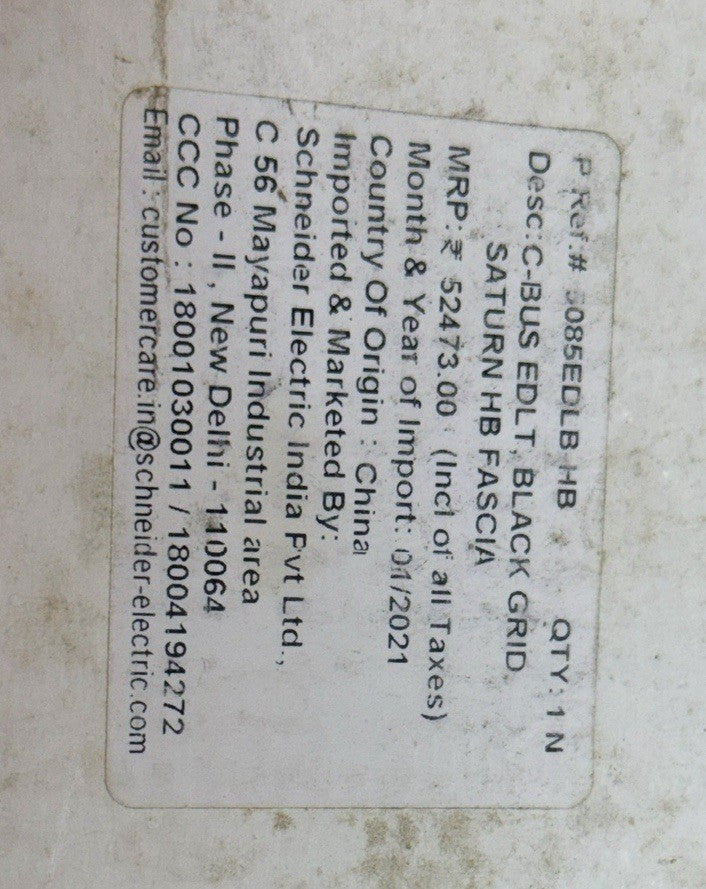 P Ref.# 5085EDLB HB QTY: 1 N
Desc:C-BUS EDLT, BLACK GRID,
SATURN HB FASCIA
MRP:₹ 52473.00 (Incl of all Taxes)
Month & Year of Import: 01/2021
Country Of Origin : China
Imported & Marketed By:
Schneider Electric India Pvt Ltd.,
C 56 Mayapuri Industrial area
Phase - II , New Delhi - 110064
CCC No : 18001030011 / 18004194272
Email : customercare.in@schneider-electric.com